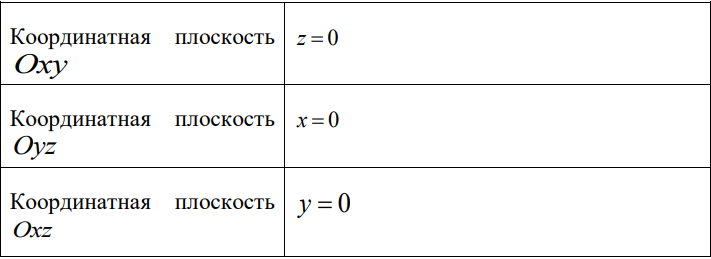 Координатная плоскость z = 0
Oxy
Координатная плоскость x = 0
Oyz
Координатная плоскость y = 0
Oxz